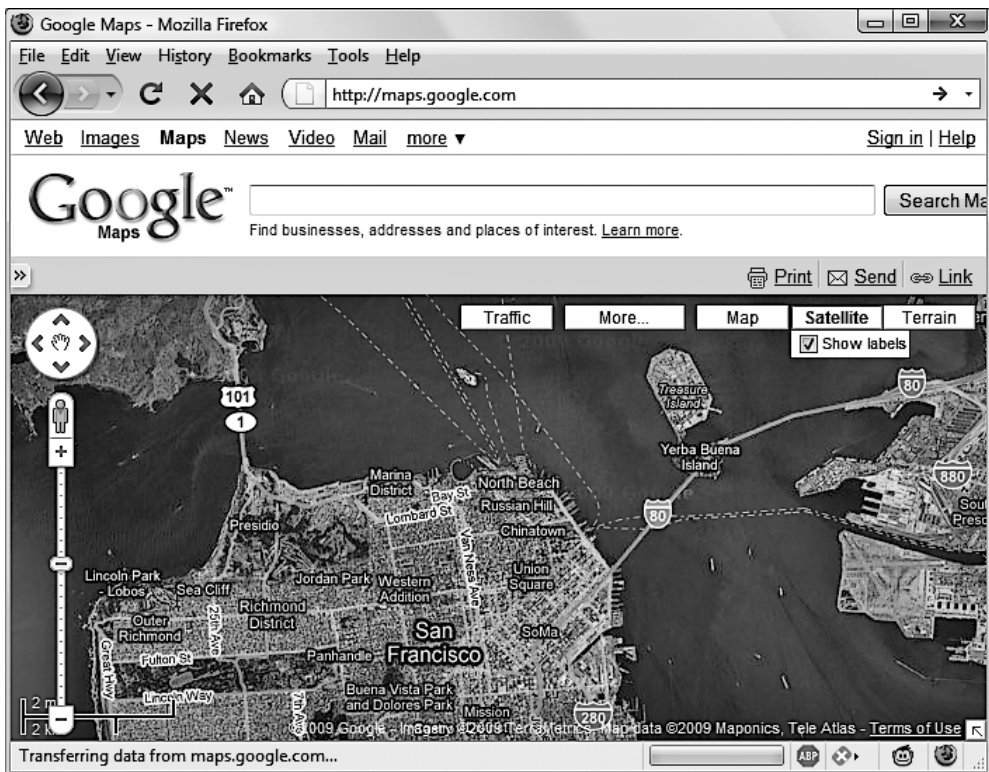 Google Maps - Mozilla Firefox
File Edit View History Bookmarks Tools Help
http://maps.google.com
Web Images Maps News Video Mail more ▼
Sign in | Help
Google™
Maps
Search Ma
Find businesses, addresses and places of interest. Learn more.
» Print Send Link
Traffic More... Map Satellite Terrain
Show labels
80
Treasure
Island
101
1
Yerba Buena
Island
880
Marina
District
North Beach
Bay St
Russian Hill
Lombard St
80
Presidio
Chinatown
Van Ness Ave
Union
Square
Lincoln Park
- Lobos
Sea Cliff
Jordan Park
Western
Addition
25th Ave
Richmond
District
Outer
Richmond
San
Francisco
SoMa
Great Hwy
Fulton St
Panhandle
Lincoln Way
Buena Vista Park
and Dolores Park
Mission
280
2 m
2 k
©2009 Google - Map data ©2009 Maponics, Tele Atlas - Terms of Use
Transferring data from maps.google.com...
ABP